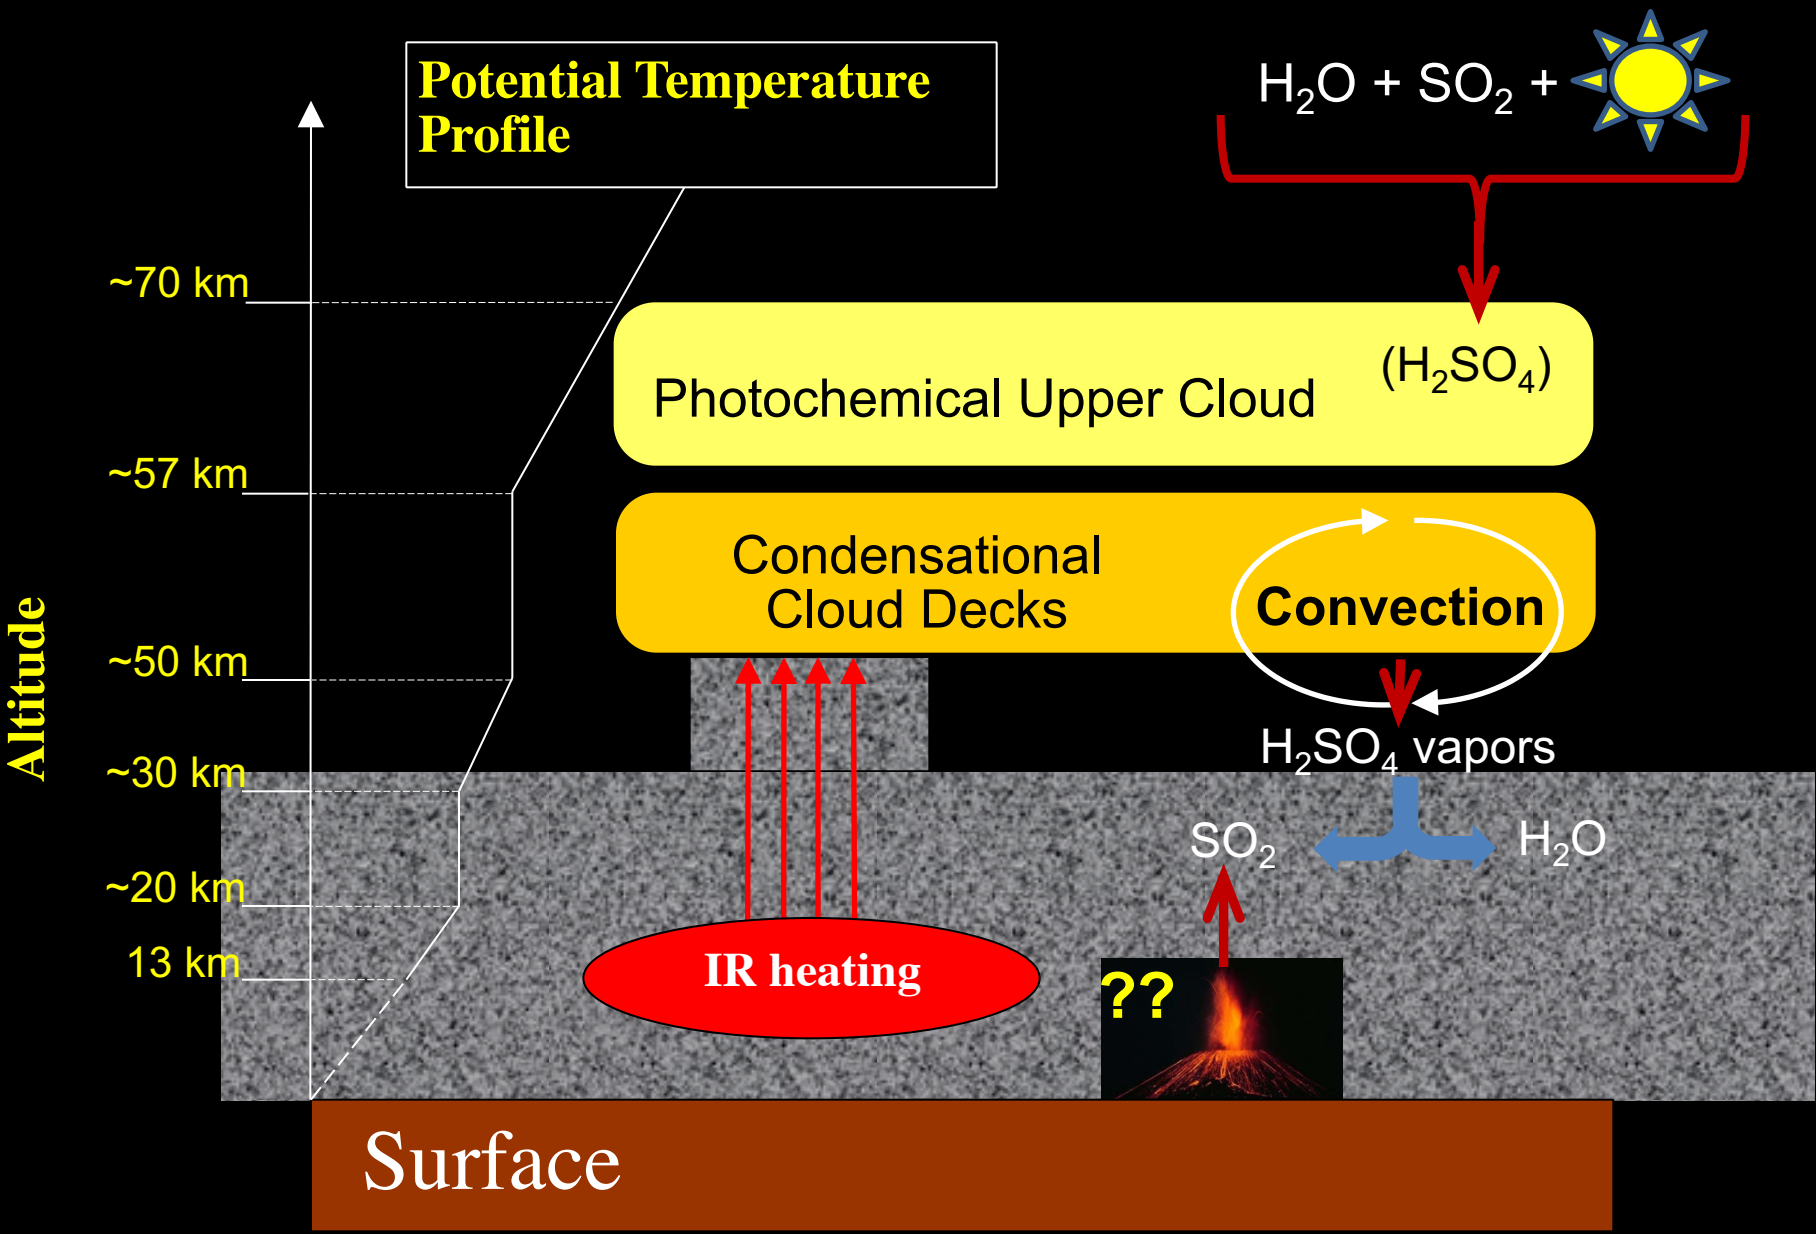 Potential Temperature
Profile
H₂O + SO₂ +
~70 km
(H₂SO₄)
Photochemical Upper Cloud
~57 km
Condensational
Cloud Decks
Convection
Altitude
~50 km
H₂SO₄ vapors
~30 km
SO₂
H₂O
~20 km
13 km
IR heating
??
Surface